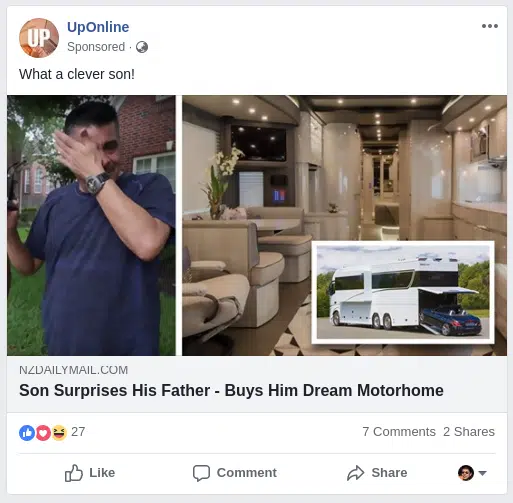 UP
UpOnline
Sponsored ·
What a clever son!
NZDAILYMAIL.COM
Son Surprises His Father - Buys Him Dream Motorhome
27
7 Comments 2 Shares
Like Comment Share